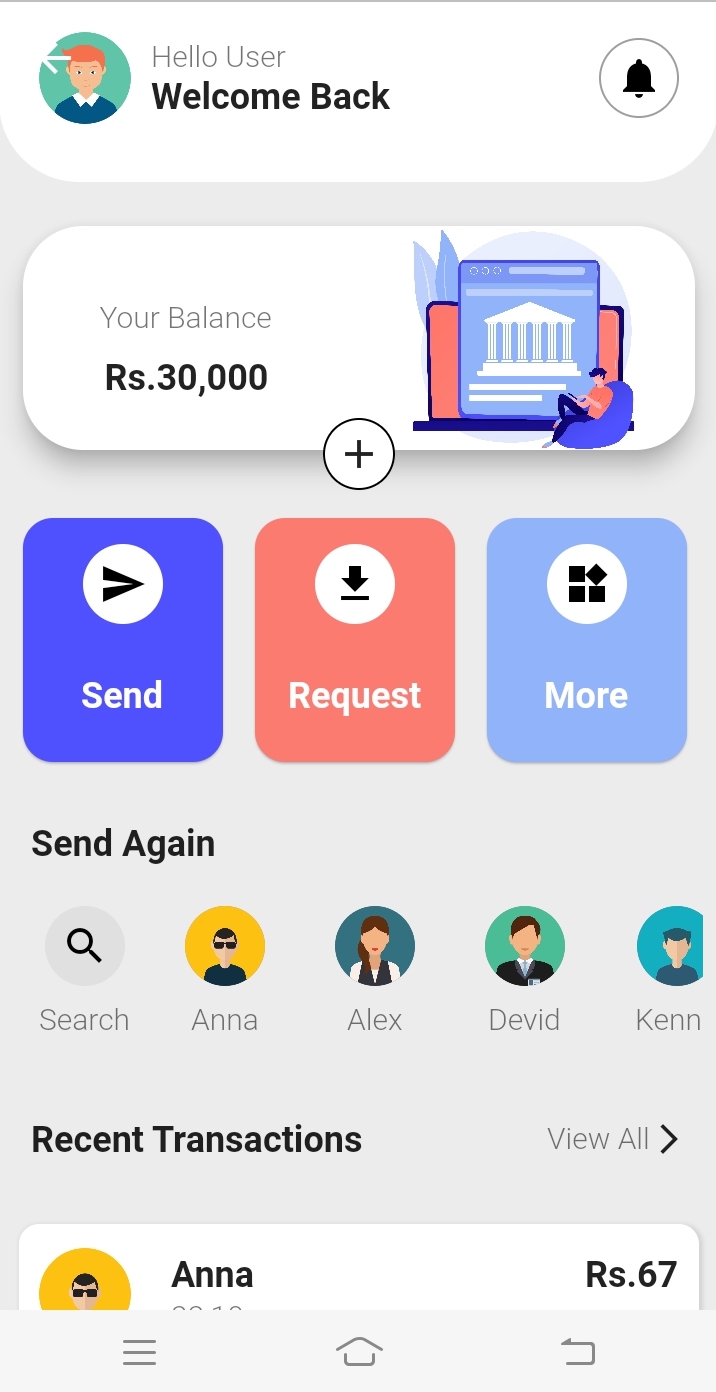 Hello User
Welcome Back
Your Balance
Rs.30,000
Send
Request
More
Send Again
Search
Anna
Alex
Devid
Kenn
Recent Transactions
View All
Anna
Rs.67